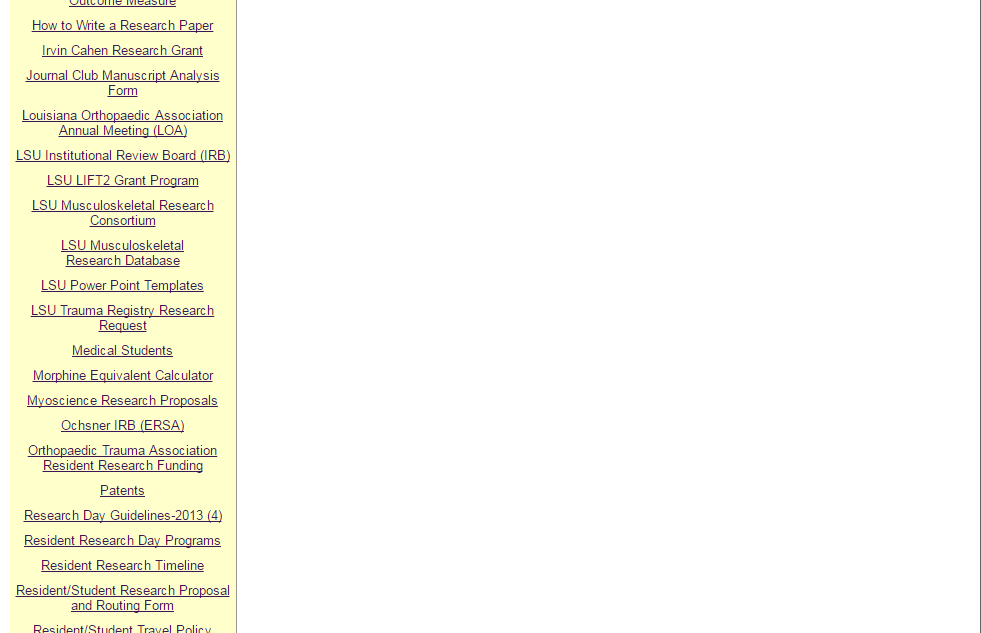 Outcome Measure
How to Write a Research Paper
Irvin Cahen Research Grant
Journal Club Manuscript Analysis
Form
Louisiana Orthopaedic Association
Annual Meeting (LOA)
LSU Institutional Review Board (IRB)
LSU LIFT2 Grant Program
LSU Musculoskeletal Research
Consortium
LSU Musculoskeletal
Research Database
LSU Power Point Templates
LSU Trauma Registry Research
Request
Medical Students
Morphine Equivalent Calculator
Myoscience Research Proposals
Ochsner IRB (ERSA)
Orthopaedic Trauma Association
Resident Research Funding
Patents
Research Day Guidelines-2013 (4)
Resident Research Day Programs
Resident Research Timeline
Resident/Student Research Proposal
and Routing Form
Resident/Student Travel Policy